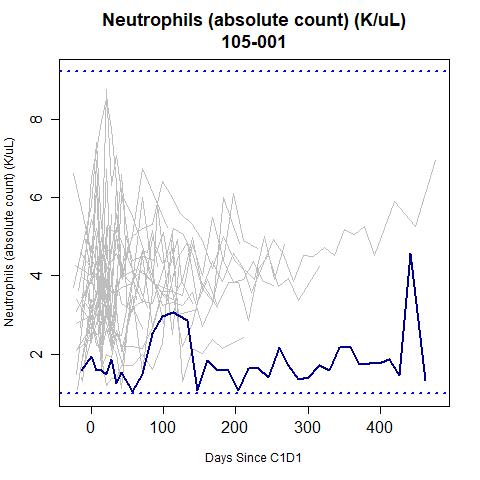 Neutrophils (absolute count) (K/uL)
105-001
Neutrophils (absolute count) (K/uL)
8
6
4
2
0 100 200 300 400
Days Since C1D1